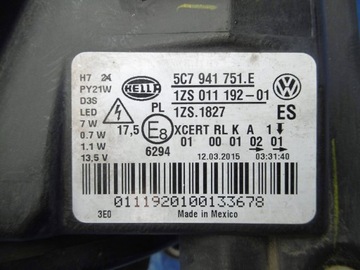 H7 24
PY21W
D3S
LED
7 W
0.7 W
1.1 W
13,5 V
HELLA
PL
17,5
E8
6294
5C7 941 751.E
1ZS 011 192-01
1ZS.1827
ES
XCERT RL K A 1
01 00 01 02 01
12.03.2015 03:31:40
0111920100133678
3E0
Made in Mexico